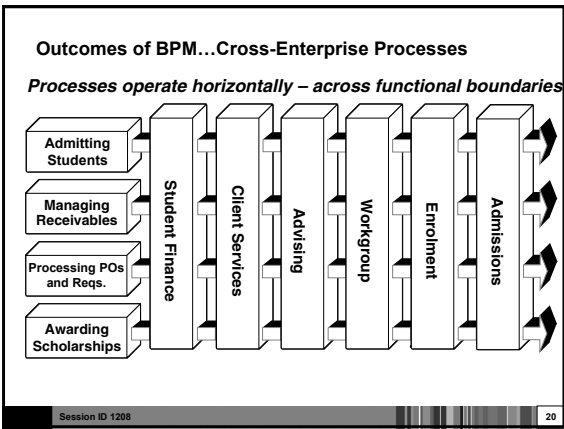 Outcomes of BPM…Cross-Enterprise Processes
Processes operate horizontally – across functional boundaries
Admitting
Students
Managing
Receivables
Processing POs
and Reqs.
Awarding
Scholarships
Student Finance
Client Services
Advising
Workgroup
Enrolment
Admissions
Session ID 1208
20